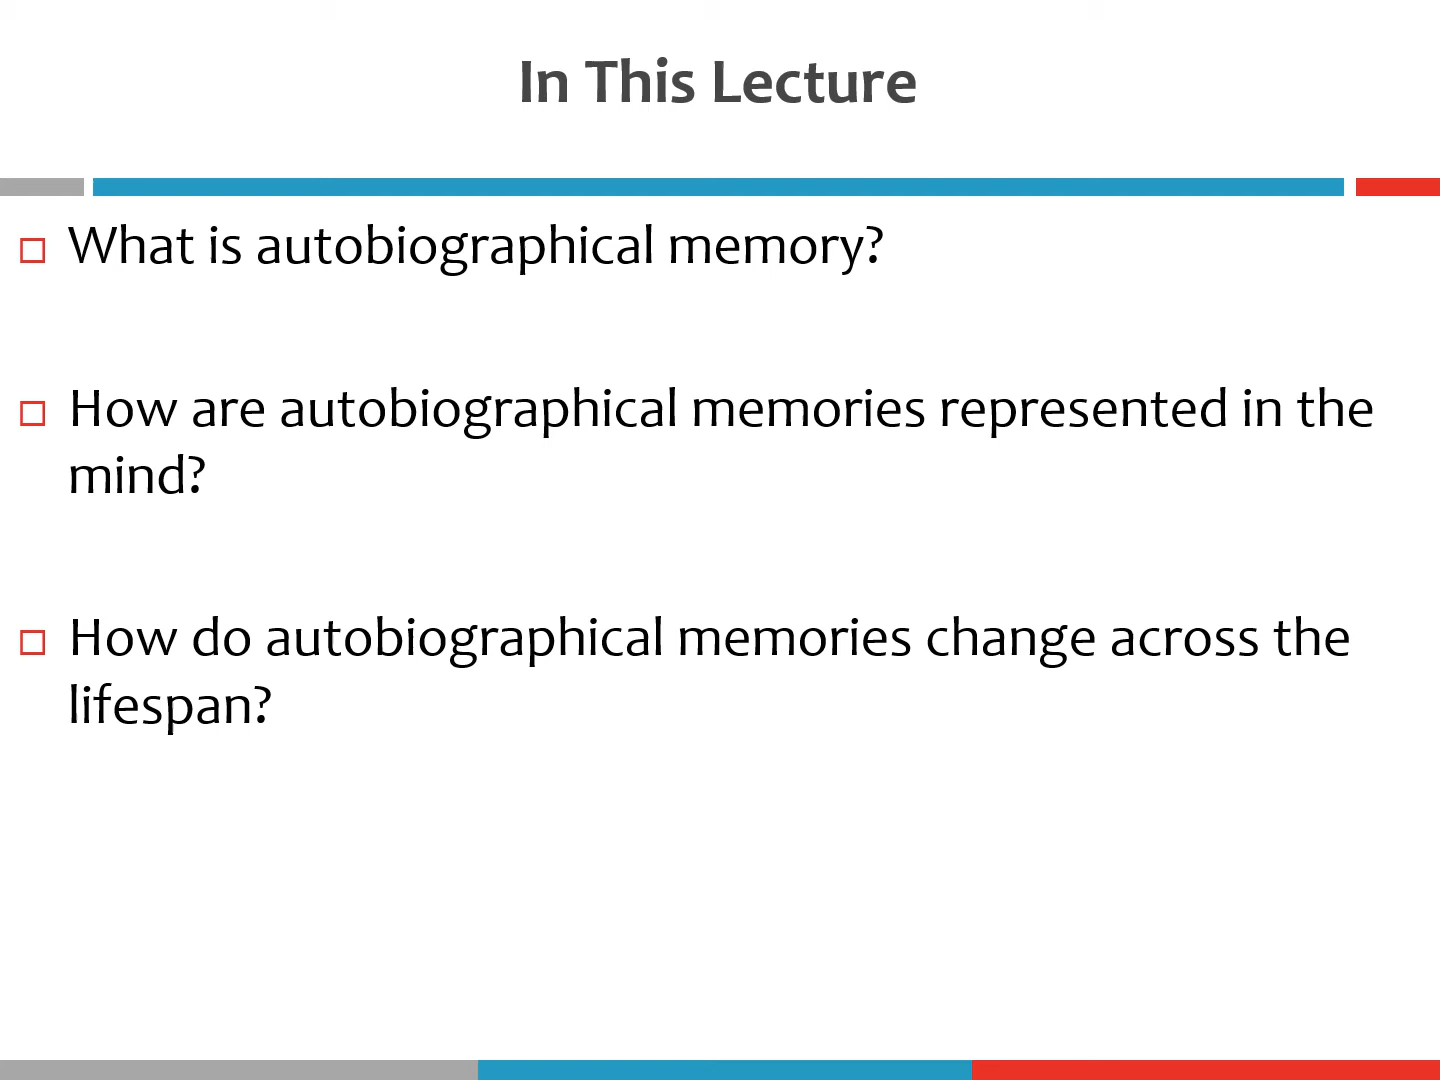 In This Lecture
What is autobiographical memory?
How are autobiographical memories represented in the
mind?
How do autobiographical memories change across the
lifespan?